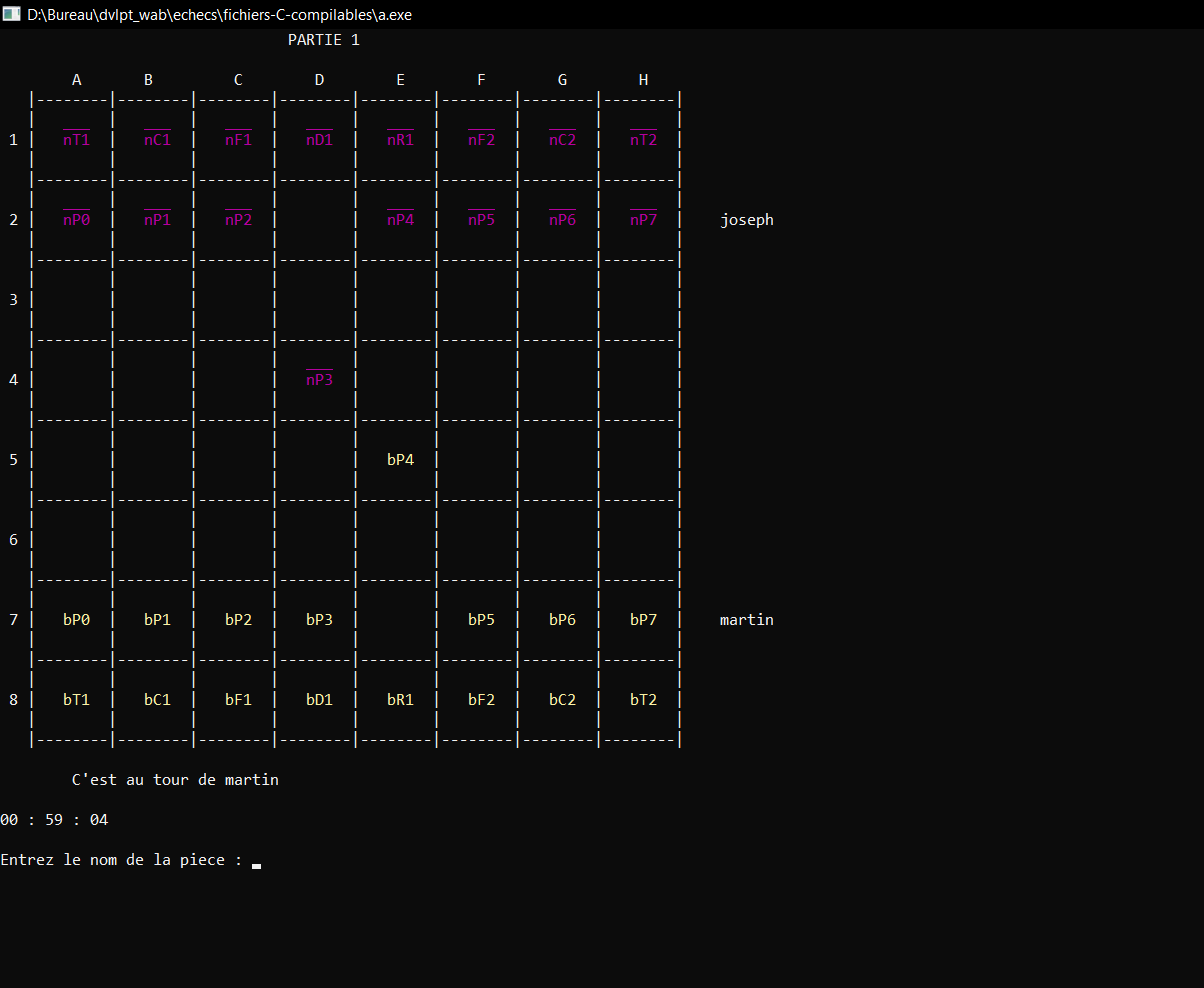 D:\Bureau\dvlpt_wab\echecs\fichiers-C-compilables\a.exe
PARTIE 1
A B C D E F G H
|--------|--------|--------|--------|--------|--------|--------|--------|
1 | nT1 | nC1 | nF1 | nD1 | nR1 | nF2 | nC2 | nT2 |
|--------|--------|--------|--------|--------|--------|--------|--------|
2 | nP0 | nP1 | nP2 | | nP4 | nP5 | nP6 | nP7 | joseph
|--------|--------|--------|--------|--------|--------|--------|--------|
3 | | | | | | | | |
|--------|--------|--------|--------|--------|--------|--------|--------|
4 | | | | nP3 | | | | |
|--------|--------|--------|--------|--------|--------|--------|--------|
5 | | | | | bP4 | | | |
|--------|--------|--------|--------|--------|--------|--------|--------|
6 | | | | | | | | |
|--------|--------|--------|--------|--------|--------|--------|--------|
7 | bP0 | bP1 | bP2 | bP3 | | bP5 | bP6 | bP7 | martin
|--------|--------|--------|--------|--------|--------|--------|--------|
8 | bT1 | bC1 | bF1 | bD1 | bR1 | bF2 | bC2 | bT2 |
|--------|--------|--------|--------|--------|--------|--------|--------|
C'est au tour de martin
00 : 59 : 04
Entrez le nom de la piece :